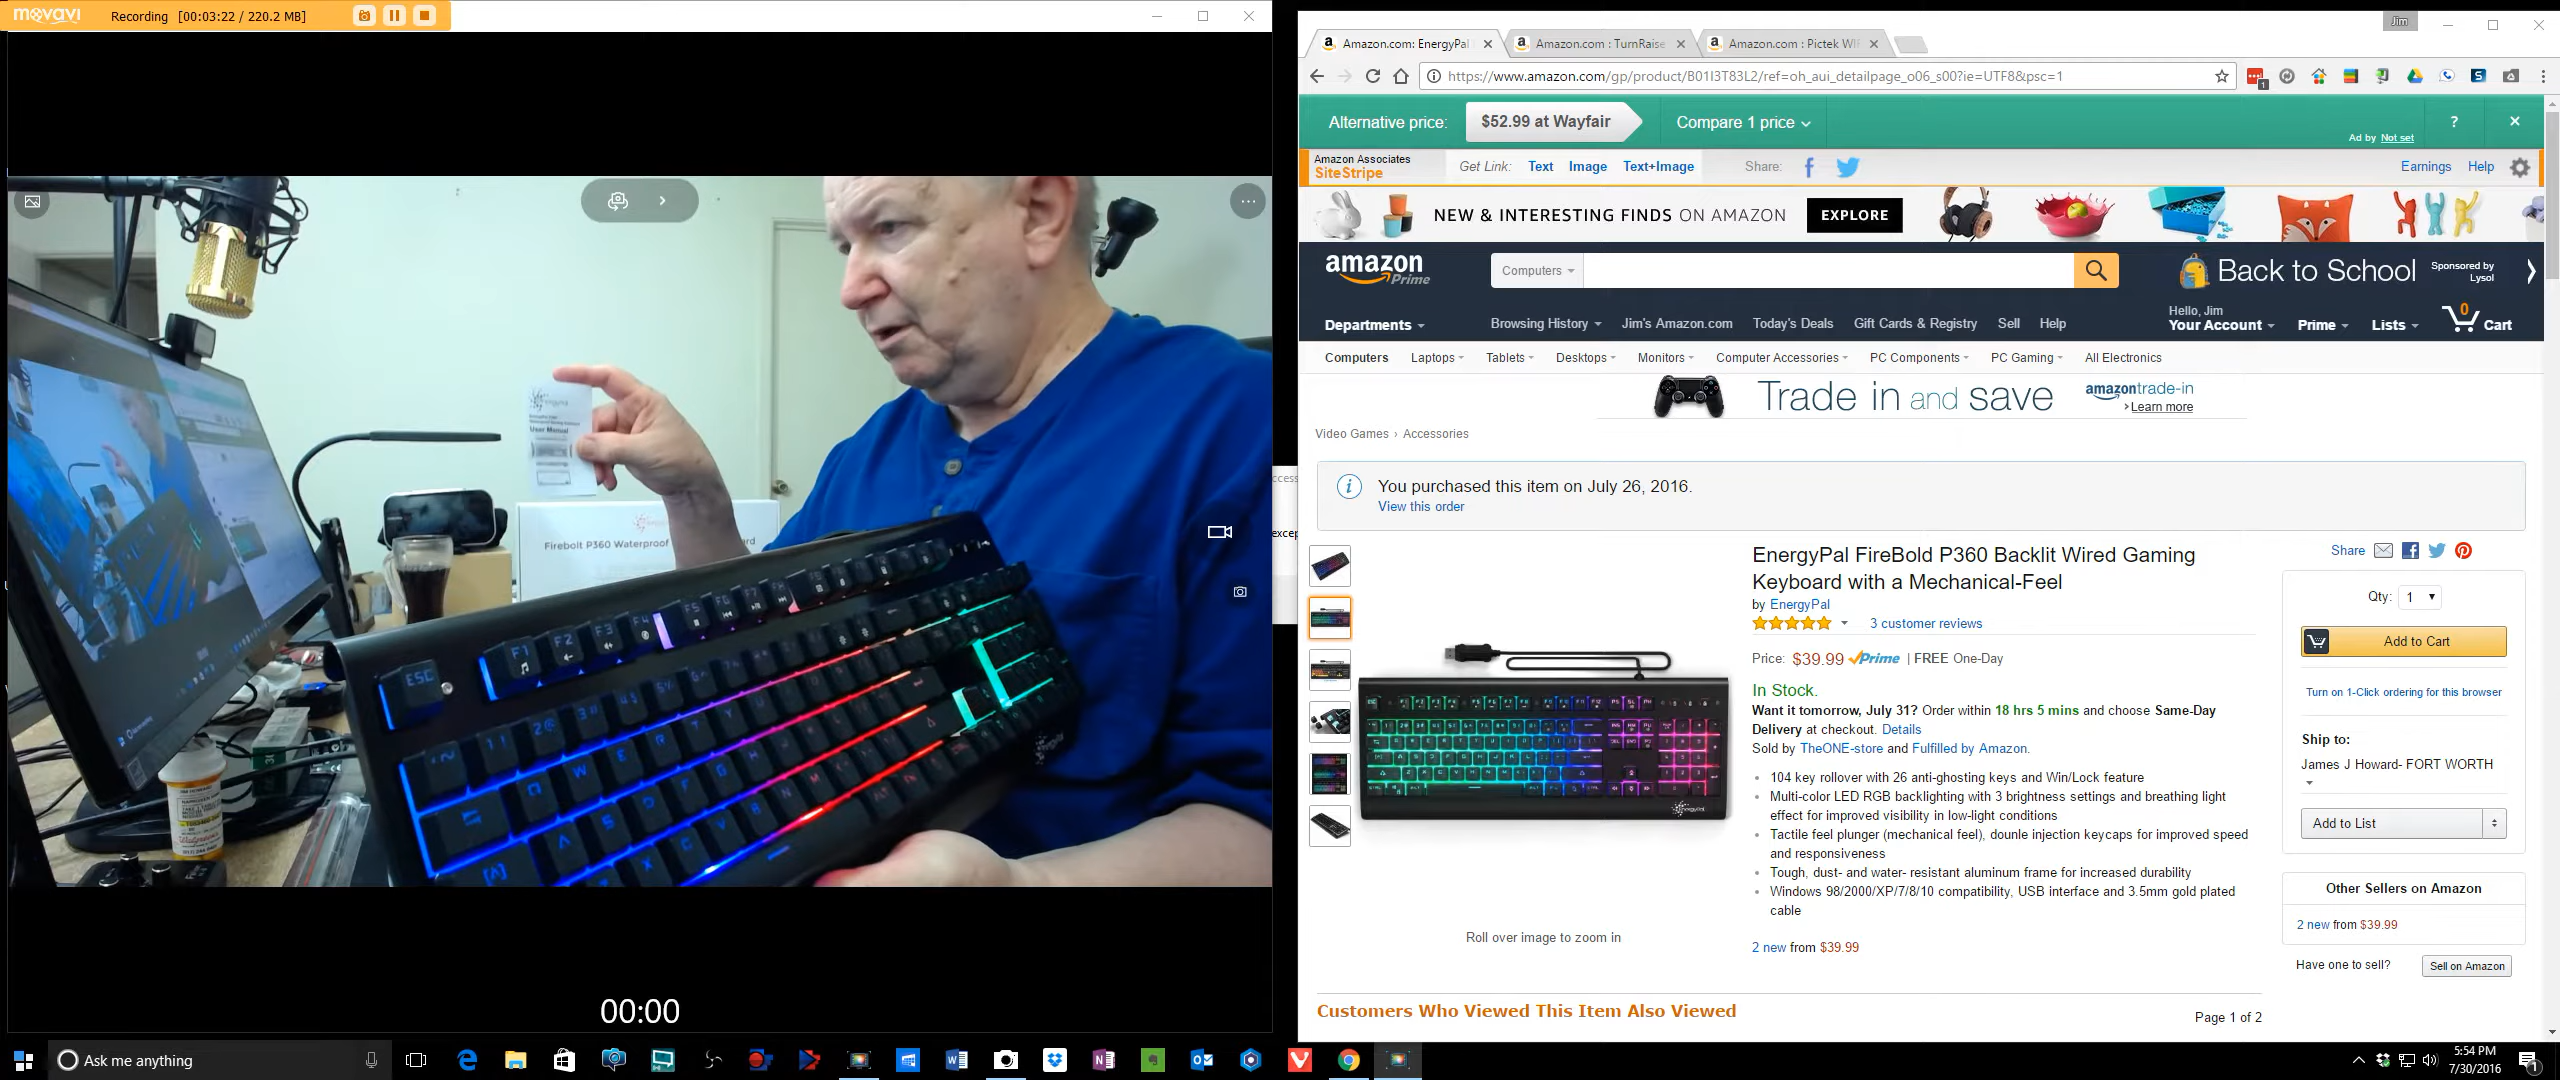 movavi
Recording [00:03:22 / 220.2 MB]
User Manual
Firebolt P360 Waterproof
ESC
F1
F2
F3
F4
F5
F6
F7
W
E
R
T
00:00
Ask me anything
Jim
Amazon.com: EnergyPal
Amazon.com : TurnRaise
Amazon.com : Pictek WI
https://www.amazon.com/gp/product/B01I3T83L2/ref=oh_aui_detailpage_o06_s00?ie=UTF8&psc=1
Alternative price:
$52.99 at Wayfair
Compare 1 price
?
Ad by Not set
Amazon Associates
SiteStripe
Get Link: Text Image Text+Image
Share:
Earnings
Help
NEW & INTERESTING FINDS ON AMAZON
EXPLORE
amazon
Prime
Computers
Back to School
Sponsored by
Lysol
Departments
Browsing History
Jim's Amazon.com
Today's Deals
Gift Cards & Registry
Sell
Help
Hello, Jim
Your Account
Prime
Lists
0
Cart
Computers
Laptops
Tablets
Desktops
Monitors
Computer Accessories
PC Components
PC Gaming
All Electronics
Trade in and save
amazontrade-in
Learn more
Video Games › Accessories
You purchased this item on July 26, 2016.
View this order
EnergyPal FireBold P360 Backlit Wired Gaming
Keyboard with a Mechanical-Feel
by EnergyPal
3 customer reviews
Price: $39.99 Prime | FREE One-Day
In Stock.
Want it tomorrow, July 31? Order within 18 hrs 5 mins and choose Same-Day
Delivery at checkout. Details
Sold by TheONE-store and Fulfilled by Amazon.
104 key rollover with 26 anti-ghosting keys and Win/Lock feature
Multi-color LED RGB backlighting with 3 brightness settings and breathing light
effect for improved visibility in low-light conditions
Tactile feel plunger (mechanical feel), dounle injection keycaps for improved speed
and responsiveness
Tough, dust- and water- resistant aluminum frame for increased durability
Windows 98/2000/XP/7/8/10 compatibility, USB interface and 3.5mm gold plated
cable
2 new from $39.99
Roll over image to zoom in
Share
Qty: 1
Add to Cart
Turn on 1-Click ordering for this browser
Ship to:
James J Howard- FORT WORTH
Add to List
Other Sellers on Amazon
2 new from $39.99
Have one to sell?
Sell on Amazon
Customers Who Viewed This Item Also Viewed
Page 1 of 2
5:54 PM
7/30/2016